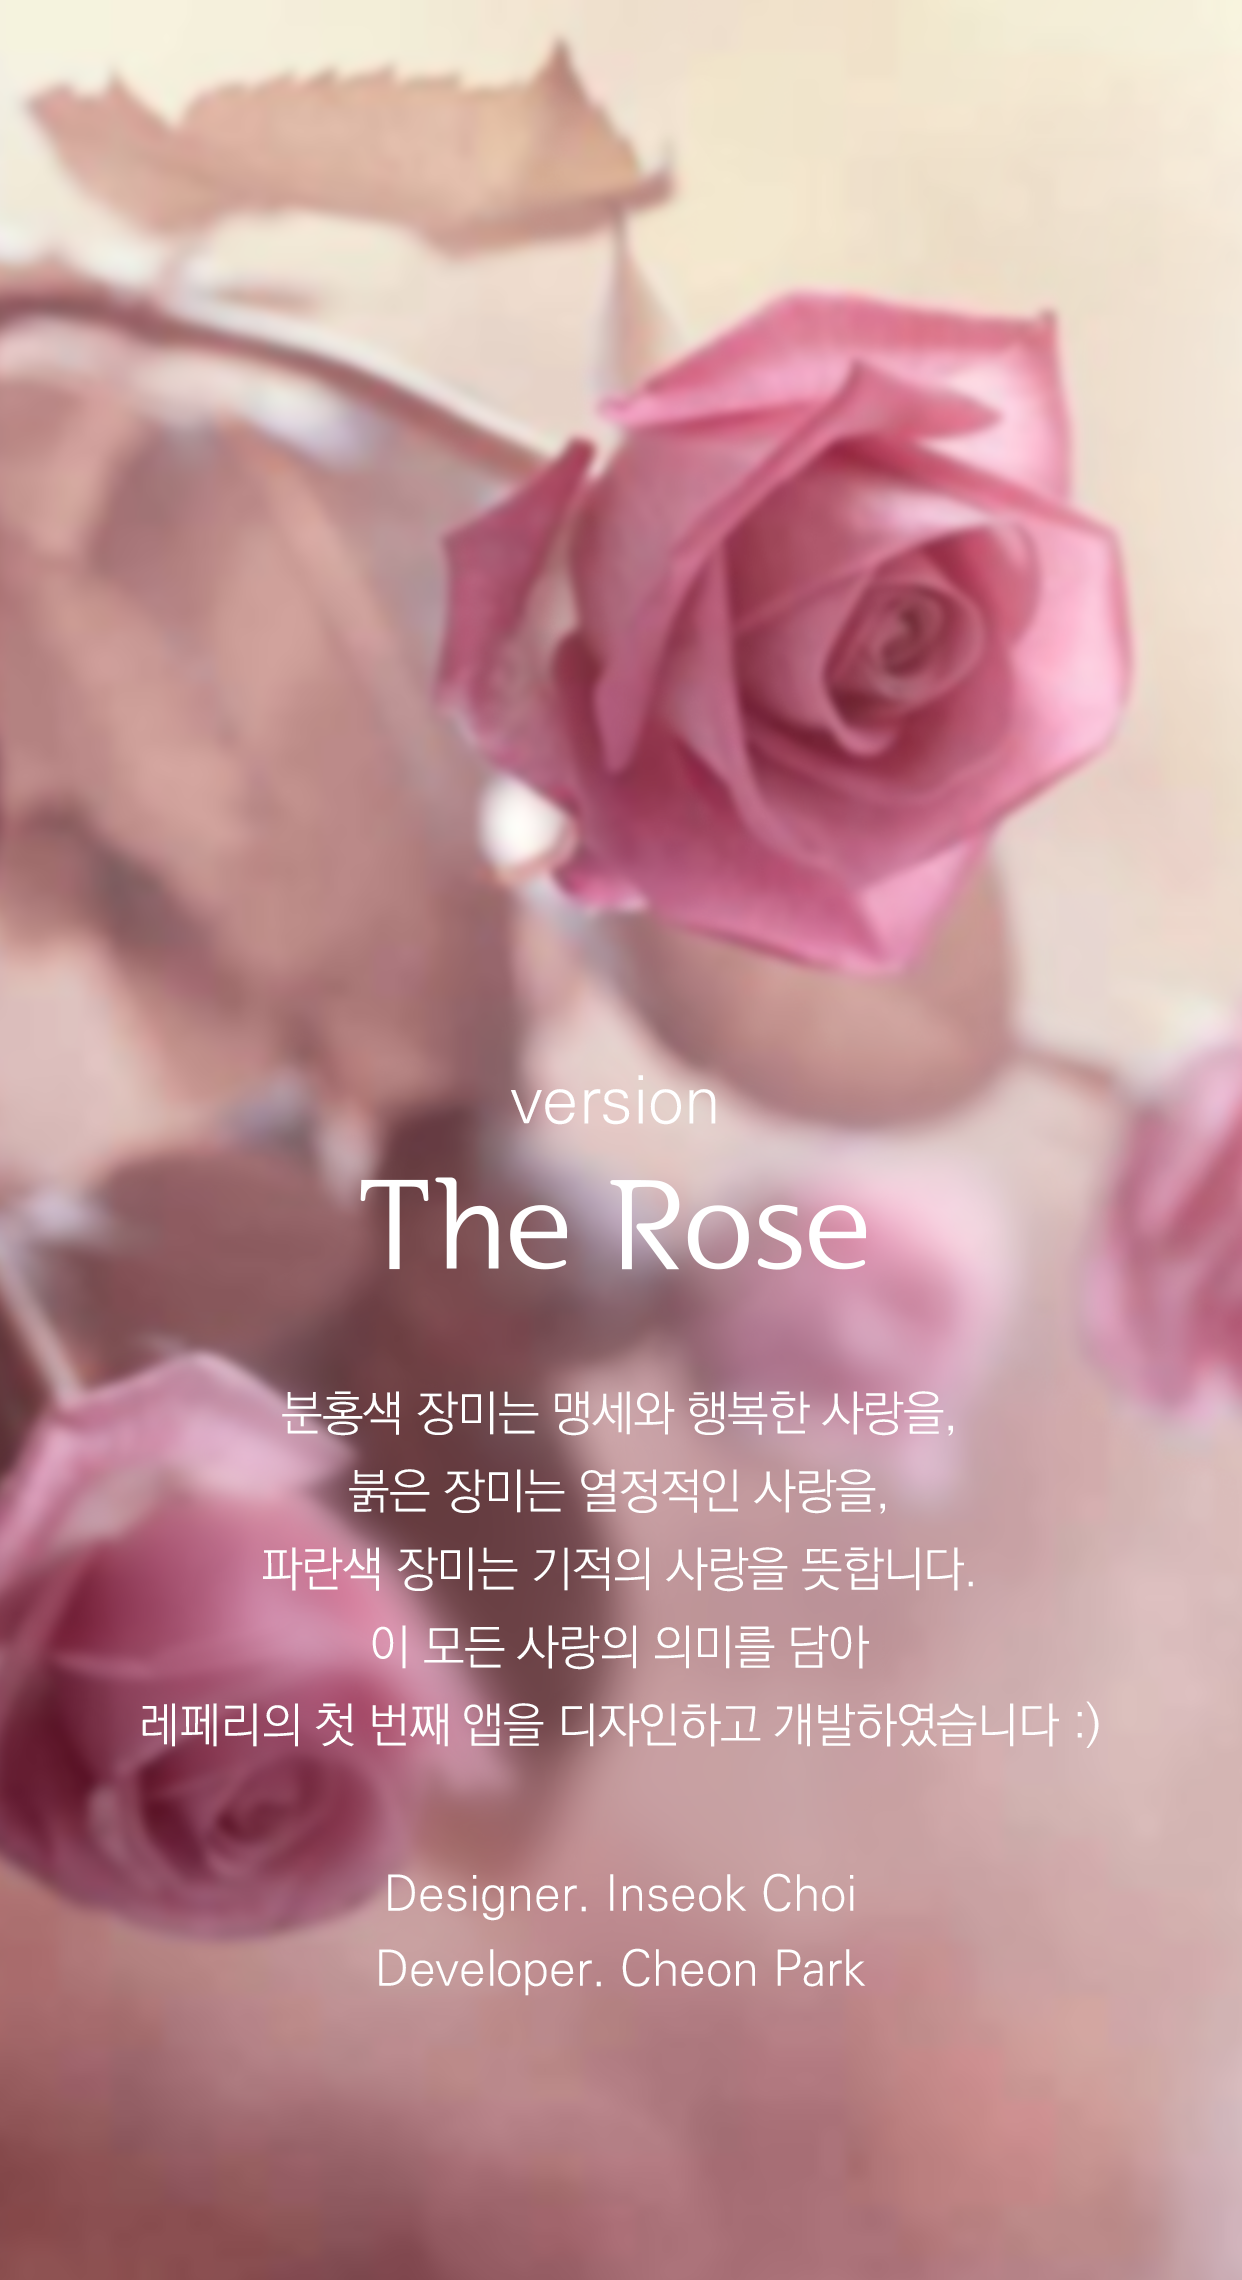 version
The Rose
분홍색 장미는 맹세와 행복한 사랑을,
붉은 장미는 열정적인 사랑을,
파란색 장미는 기적의 사랑을 뜻합니다.
이 모든 사랑의 의미를 담아
레페리의 첫 번째 앱을 디자인하고 개발하였습니다 :)
Designer. Inseok Choi
Developer. Cheon Park